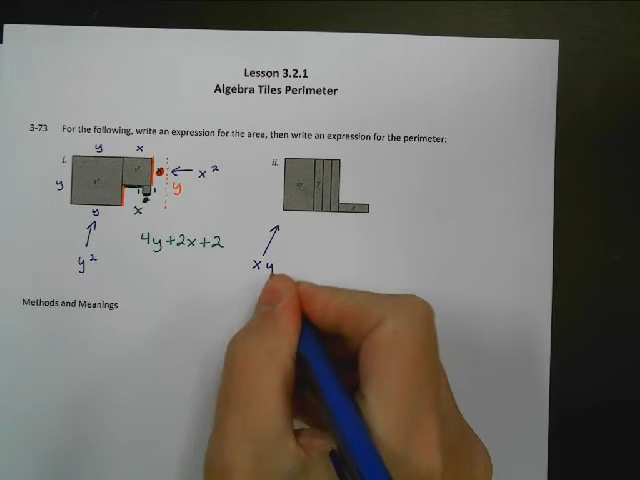 Lesson 3.2.1
Algebra Tiles Perimeter
3-73 For the following, write an expression for the area, then write an expression for the perimeter:
i.
y x
y
x²
y
y x
4y+2x+2
y²
ii.
xy
Methods and Meanings